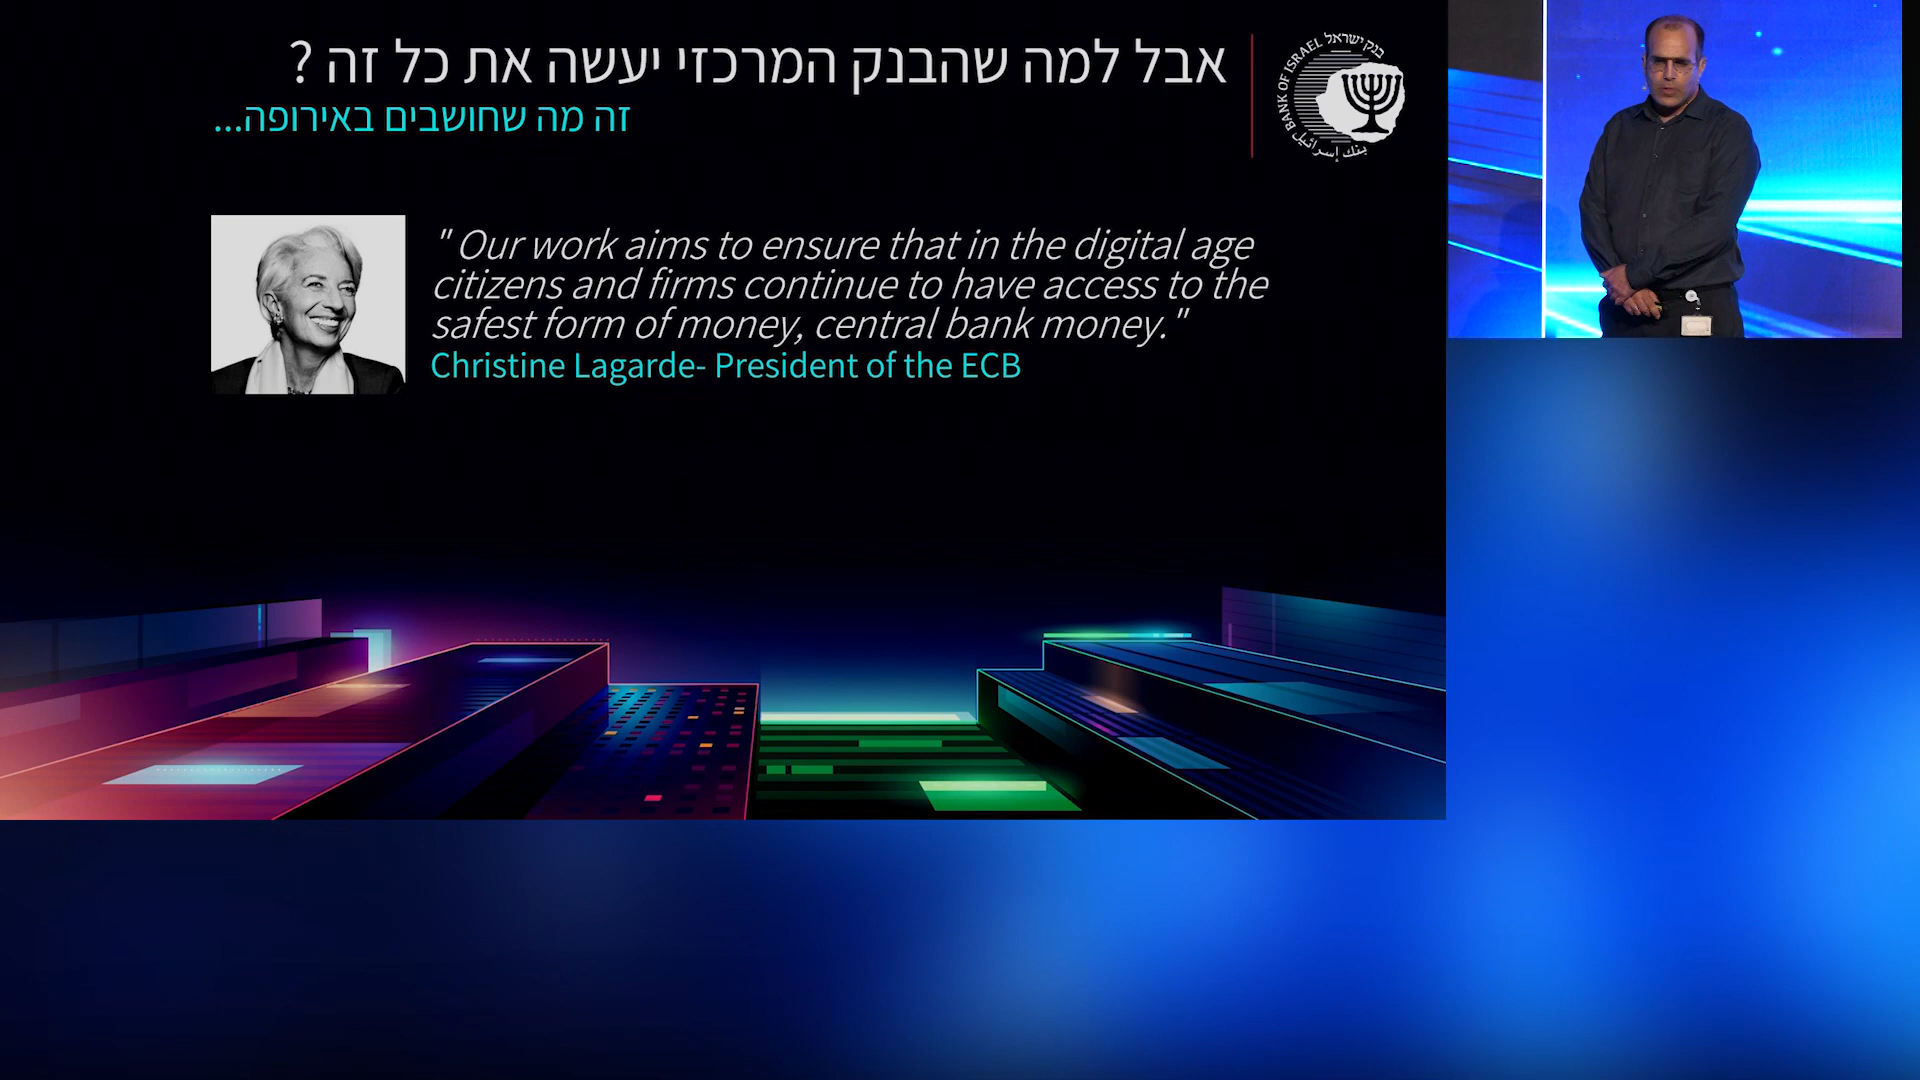 אבל למה שהבנק המרכזי יעשה את כל זה ?
זה מה שחושבים באירופה...
בנק ישראל
BANK OF ISRAEL
بنك إسرائيل
" Our work aims to ensure that in the digital age
citizens and firms continue to have access to the
safest form of money, central bank money."
Christine Lagarde- President of the ECB